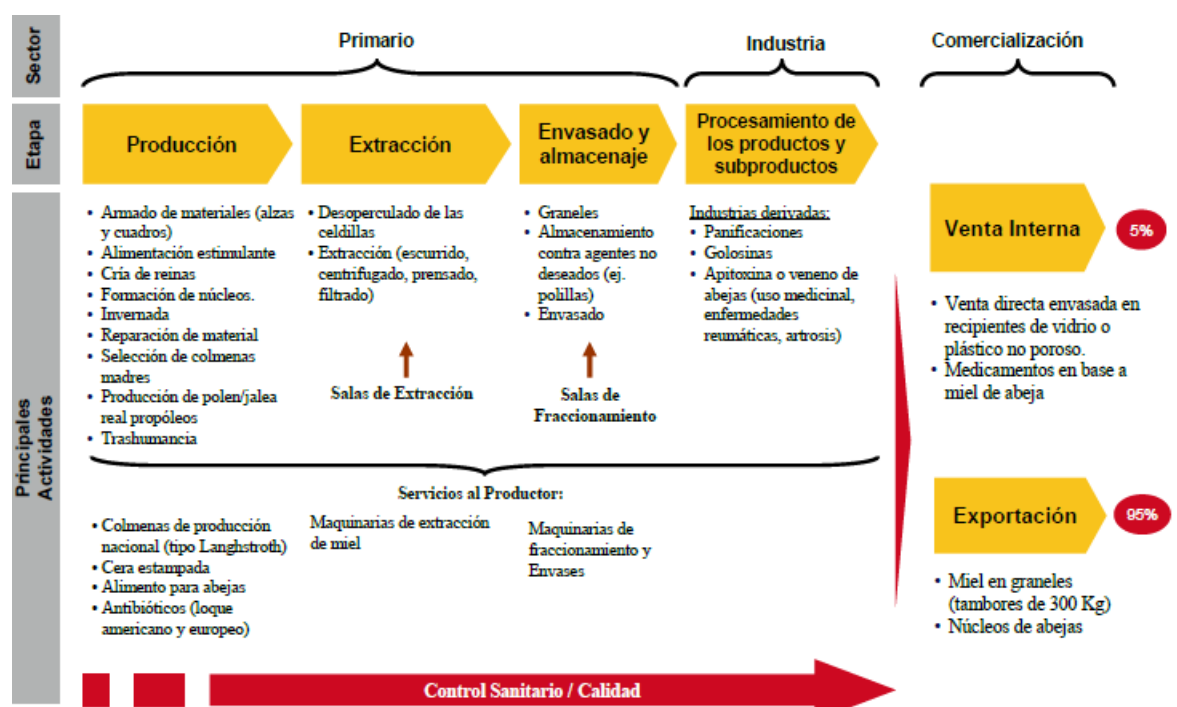 Sector
Primario
Industria
Comercialización
Etapa
Producción
Extracción
Envasado y
almacenaje
Procesamiento de
los productos y
subproductos
Principales
Actividades
• Armado de materiales (alzas
y cuadros)
• Alimentación estimulante
• Cría de reinas
• Formación de núcleos.
• Invernada
• Reparación de material
• Selección de colmenas
madres
• Producción de polen/jalea
real propóleos
• Trashumancia
• Desoperculado de las
celdillas
• Extracción (escurrido,
centrifugado, prensado,
filtrado)
Salas de Extracción
• Graneles
• Almacenamiento
contra agentes no
deseados (ej.
polillas)
• Envasado
Salas de
Fraccionamiento
Industrias derivadas:
• Panificaciones
• Golosinas
• Apitoxina o veneno de
abejas (uso medicinal,
enfermedades
reumáticas, artrosis)
Venta Interna
5%
• Venta directa envasada en
recipientes de vidrio o
plástico no poroso.
• Medicamentos en base a
miel de abeja
Servicios al Productor:
• Colmenas de producción
nacional (tipo Langhstroth)
• Cera estampada
• Alimento para abejas
• Antibióticos (loque
americano y europeo)
Maquinarias de extracción
de miel
Maquinarias de
fraccionamiento y
Envases
Exportación
95%
• Miel en graneles
(tambores de 300 Kg)
• Núcleos de abejas
Control Sanitario / Calidad